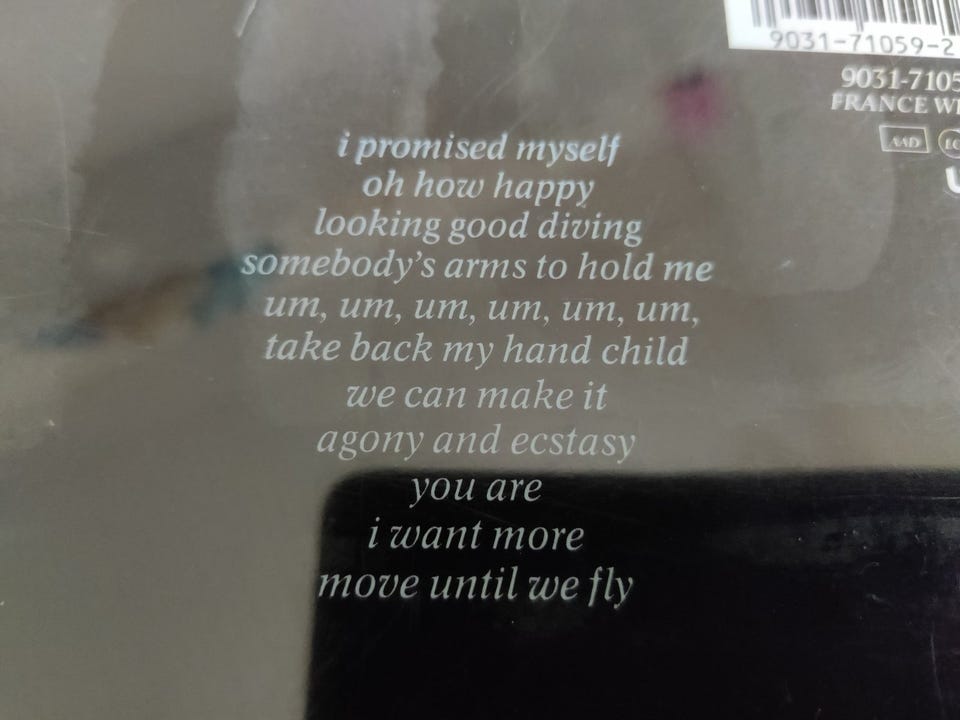 9031-71059-2
9031-7105
FRANCE WE
AAD
i promised myself
oh how happy
looking good diving
somebody's arms to hold me
um, um, um, um, um, um,
take back my hand child
we can make it
agony and ecstasy
you are
i want more
move until we fly